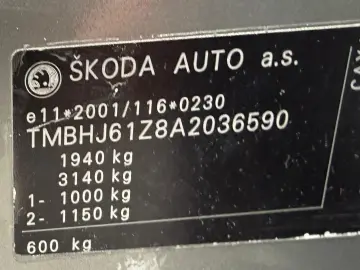 ŠKODA AUTO a.s.
e11*2001/116*0230
TMBHJ61Z8A2036590
1940 kg
3140 kg
1- 1000 kg
2- 1150 kg
600 kg